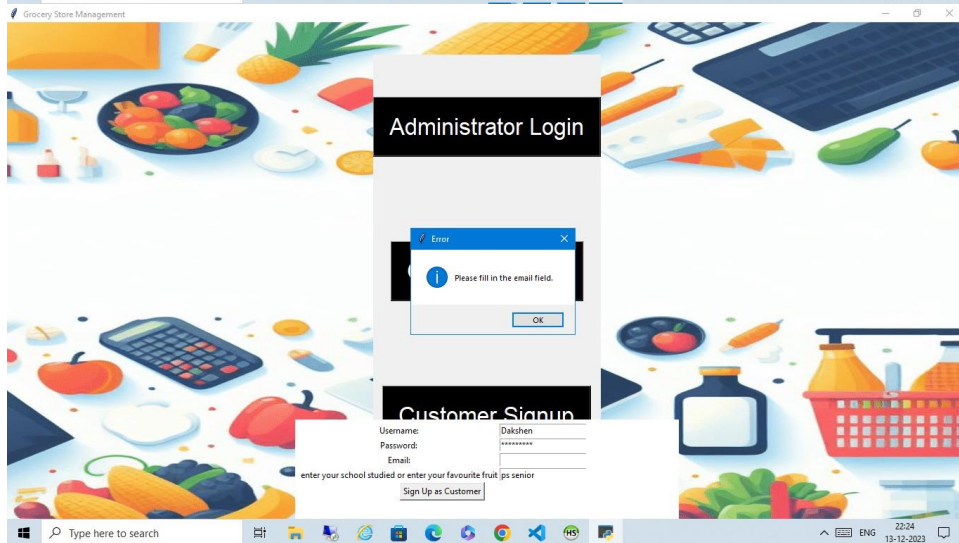 Grocery Store Management
Administrator Login
Error
Please fill in the email field.
OK
Customer Signup
Username: Dakshen
Password: *********
Email:
enter your school studied or enter your favourite fruit ps senior
Sign Up as Customer
Type here to search
HS
ENG
22:24
13-12-2023